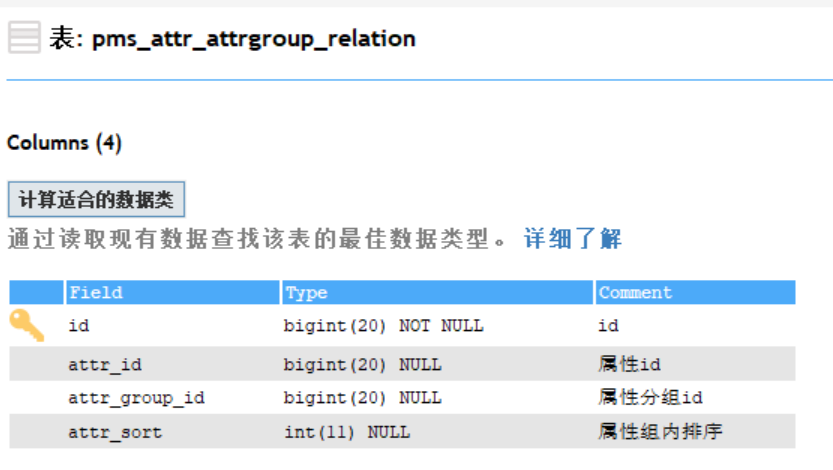 表: pms_attr_attrgroup_relation
Columns (4)
计算适合的数据类
通过读取现有数据查找该表的最佳数据类型。 详细了解
Field Type Comment
id bigint(20) NOT NULL id
attr_id bigint(20) NULL 属性id
attr_group_id bigint(20) NULL 属性分组id
attr_sort int(11) NULL 属性组内排序